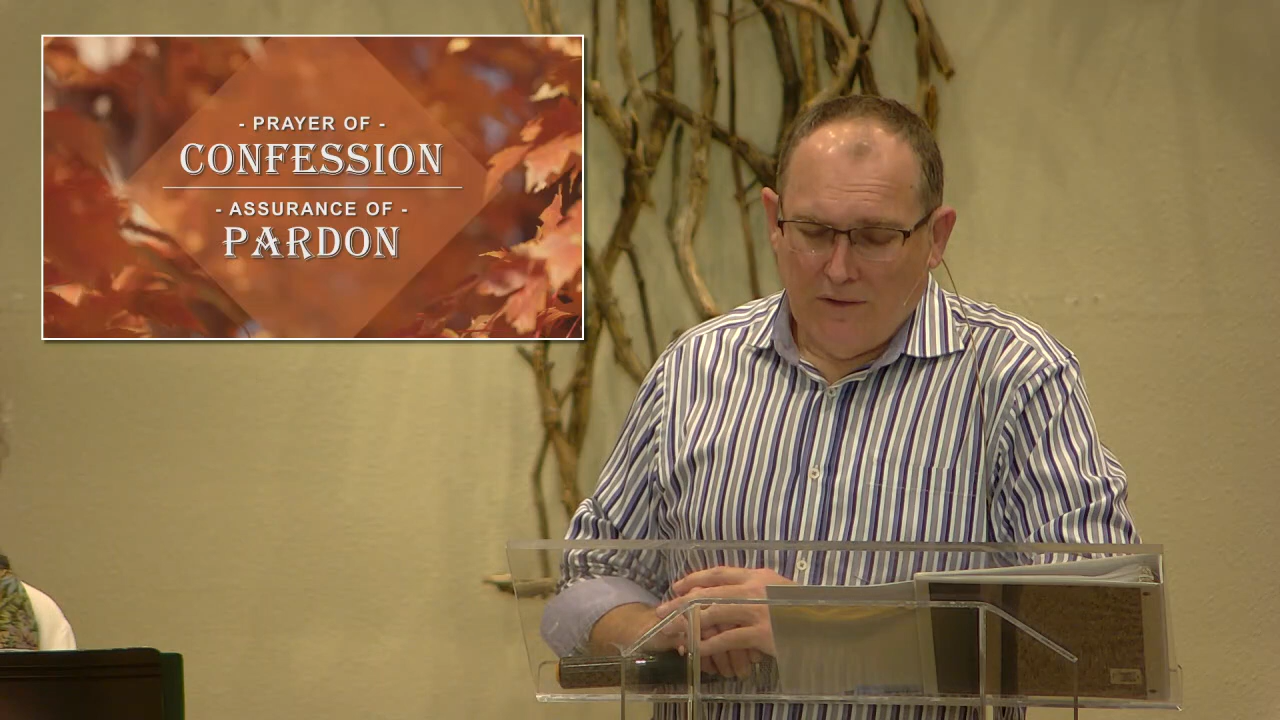 - PRAYER OF -
CONFESSION
- ASSURANCE OF -
PARDON